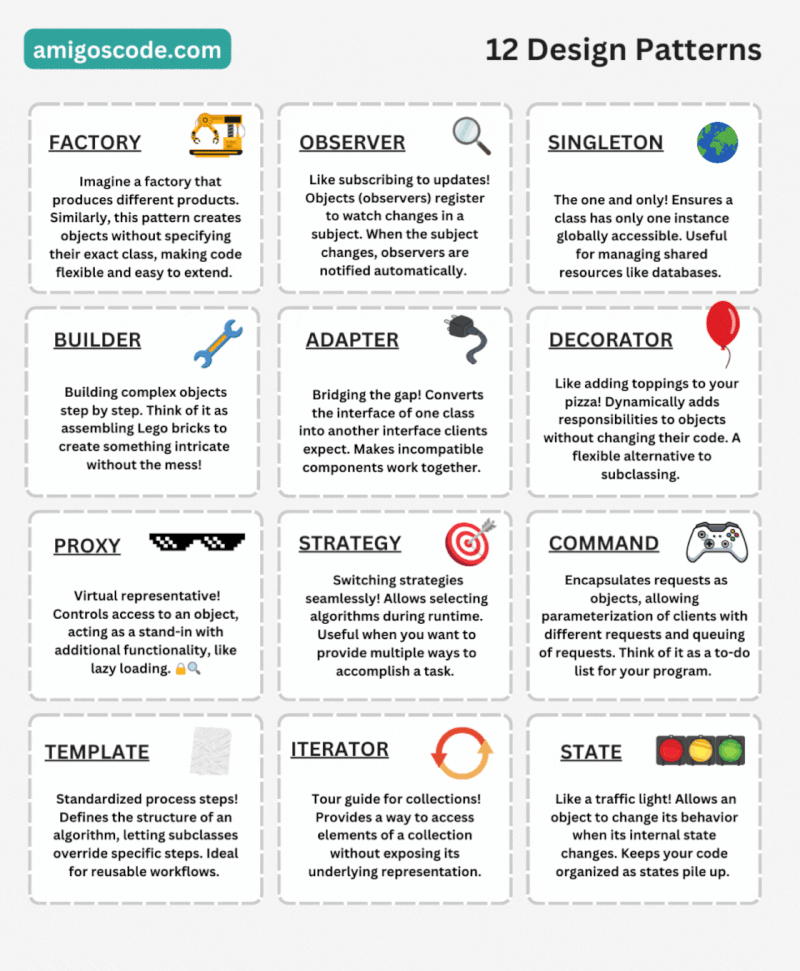 amigoscode.com
12 Design Patterns
FACTORY
Imagine a factory that
produces different products.
Similarly, this pattern creates
objects without specifying
their exact class, making code
flexible and easy to extend.
OBSERVER
Like subscribing to updates!
Objects (observers) register
to watch changes in a
subject. When the subject
changes, observers are
notified automatically.
SINGLETON
The one and only! Ensures a
class has only one instance
globally accessible. Useful
for managing shared
resources like databases.
BUILDER
Building complex objects
step by step. Think of it as
assembling Lego bricks to
create something intricate
without the mess!
ADAPTER
Bridging the gap! Converts
the interface of one class
into another interface clients
expect. Makes incompatible
components work together.
DECORATOR
Like adding toppings to your
pizza! Dynamically adds
responsibilities to objects
without changing their code. A
flexible alternative to
subclassing.
PROXY
Virtual representative!
Controls access to an object,
acting as a stand-in with
additional functionality, like
lazy loading. 🔒🔍
STRATEGY
Switching strategies
seamlessly! Allows selecting
algorithms during runtime.
Useful when you want to
provide multiple ways to
accomplish a task.
COMMAND
Encapsulates requests as
objects, allowing
parameterization of clients with
different requests and queuing
of requests. Think of it as a to-do
list for your program.
TEMPLATE
Standardized process steps!
Defines the structure of an
algorithm, letting subclasses
override specific steps. Ideal
for reusable workflows.
ITERATOR
Tour guide for collections!
Provides a way to access
elements of a collection
without exposing its
underlying representation.
STATE
Like a traffic light! Allows an
object to change its behavior
when its internal state
changes. Keeps your code
organized as states pile up.